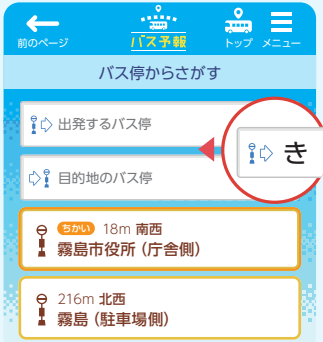 前のページ
バス予報
トップ
メニュー
バス停からさがす
出発するバス停
き
目的地のバス停
ちかい 18m 南西
霧島市役所（庁舎側）
216m 北西
霧島（駐車場側）